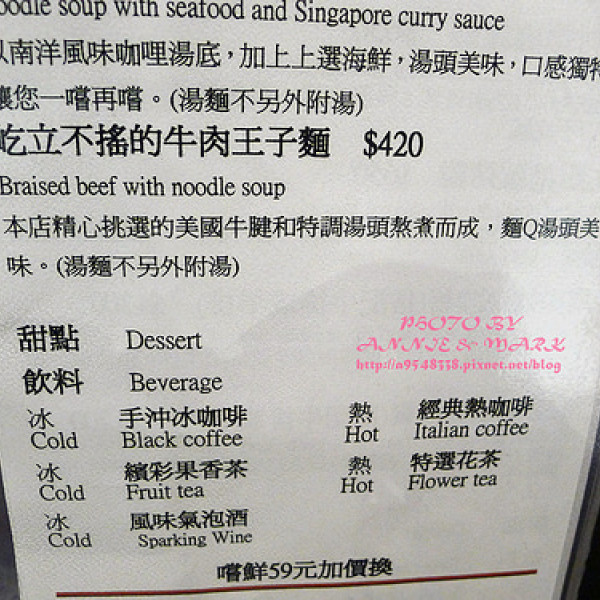 noodle soup with seafood and Singapore curry sauce
以南洋風味咖哩湯底，加上上選海鮮，湯頭美味，口感獨特
讓您一嚐再嚐。(湯麵不另外附湯)
屹立不搖的牛肉王子麵 $420
Braised beef with noodle soup
本店精心挑選的美國牛腱和特調湯頭熬煮而成，麵Q湯頭美
味。(湯麵不另外附湯)
甜點 Dessert
飲料 Beverage
冰 手沖冰咖啡 熱 經典熱咖啡
Cold Black coffee Hot Italian coffee
冰 繽彩果香茶 熱 特選花茶
Cold Fruit tea Hot Flower tea
冰 風味氣泡酒
Cold Sparking Wine
嚐鮮59元加價換
PHOTO BY
ANNIE & MARK
http://a9548338.pixnet.net/blog